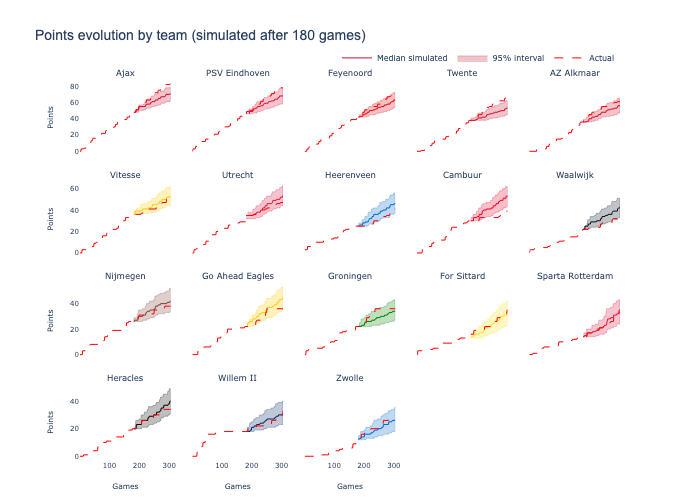 Points evolution by team (simulated after 180 games)
Median simulated 95% interval Actual
Ajax PSV Eindhoven Feyenoord Twente AZ Alkmaar
80
60
40
20
0
Points
Vitesse Utrecht Heerenveen Cambuur Waalwijk
60
40
20
0
Points
Nijmegen Go Ahead Eagles Groningen For Sittard Sparta Rotterdam
40
20
0
Points
Heracles Willem II Zwolle
40
20
0
Points
100 200 300 100 200 300 100 200 300
Games Games Games